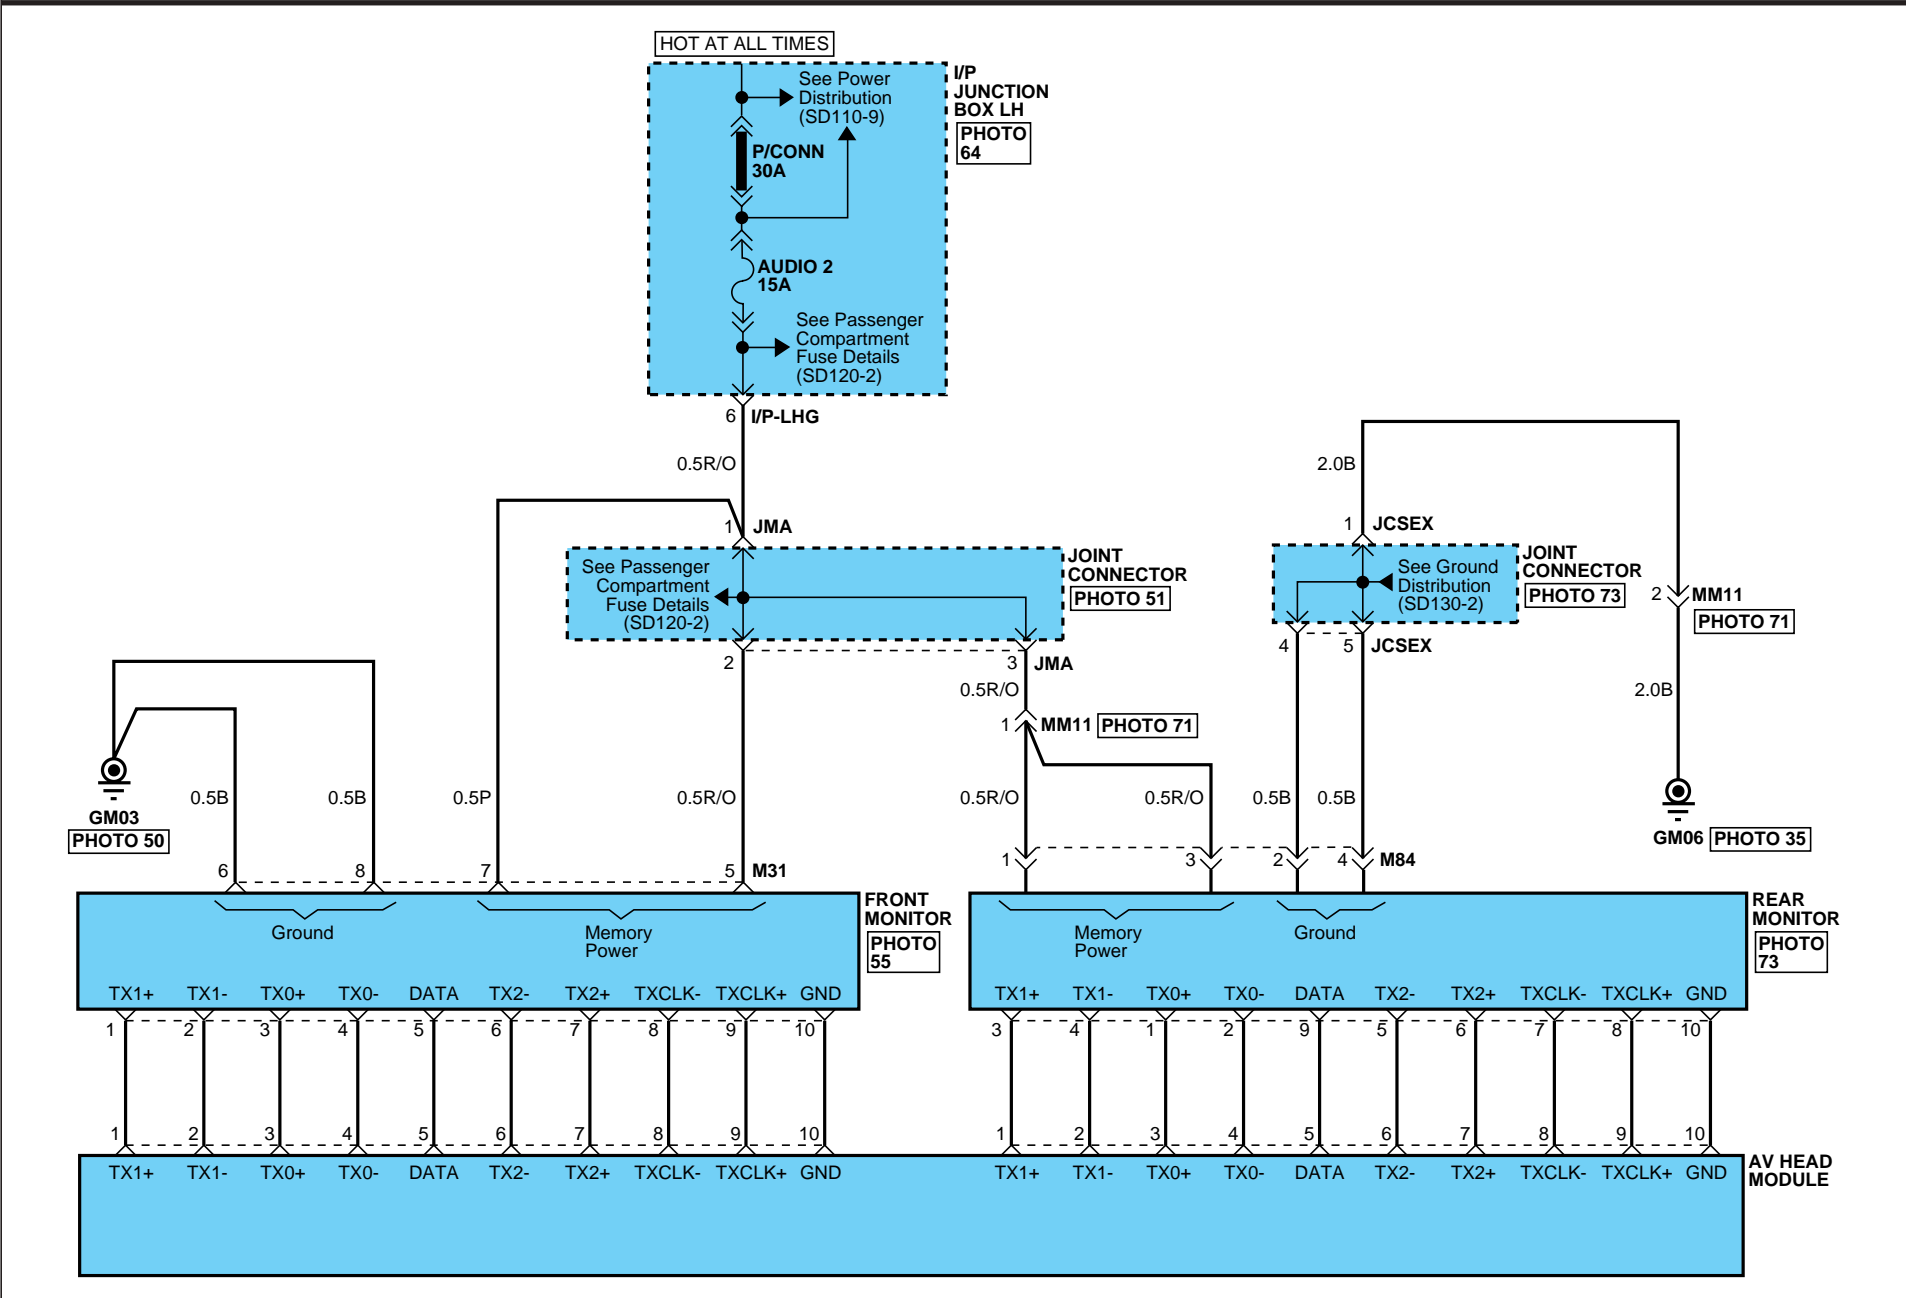 HOT AT ALL TIMES
See Power
Distribution
(SD110-9)
I/P
JUNCTION
BOX LH
PHOTO
64
P/CONN
30A
AUDIO 2
15A
See Passenger
Compartment
Fuse Details
(SD120-2)
6 I/P-LHG
0.5R/O
2.0B
1 JMA
1 JCSEX
See Passenger
Compartment
Fuse Details
(SD120-2)
JOINT
CONNECTOR
PHOTO 51
See Ground
Distribution
(SD130-2)
JOINT
CONNECTOR
PHOTO 73
2 MM11
PHOTO 71
2 3 JMA
4 5 JCSEX
0.5R/O
2.0B
1 MM11 PHOTO 71
GM03
PHOTO 50
0.5B 0.5B 0.5P 0.5R/O 0.5R/O 0.5R/O 0.5B 0.5B
GM06 PHOTO 35
6 8 7 5 M31
1 3 2 4 M84
Ground
Memory
Power
FRONT
MONITOR
PHOTO
55
Memory
Power
Ground
REAR
MONITOR
PHOTO
73
TX1+ TX1- TX0+ TX0- DATA TX2- TX2+ TXCLK- TXCLK+ GND
TX1+ TX1- TX0+ TX0- DATA TX2- TX2+ TXCLK- TXCLK+ GND
1 2 3 4 5 6 7 8 9 10
3 4 1 2 9 5 6 7 8 10
1 2 3 4 5 6 7 8 9 10
1 2 3 4 5 6 7 8 9 10
TX1+ TX1- TX0+ TX0- DATA TX2- TX2+ TXCLK- TXCLK+ GND
TX1+ TX1- TX0+ TX0- DATA TX2- TX2+ TXCLK- TXCLK+ GND
AV HEAD
MODULE